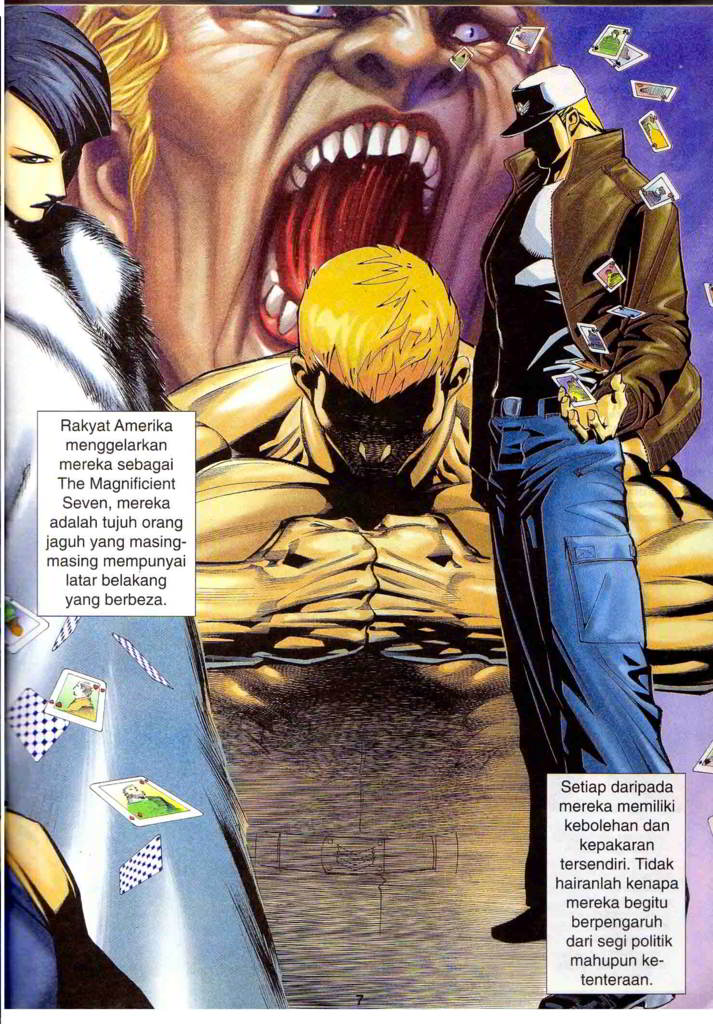 Rakyat Amerika
menggelarkan
mereka sebagai
The Magnificient
Seven, mereka
adalah tujuh orang
jaguh yang masing-
masing mempunyai
latar belakang
yang berbeza.
Setiap daripada
mereka memiliki
kebolehan dan
kepakaran
tersendiri. Tidak
hairanlah kenapa
mereka begitu
berpengaruh
dari segi politik
mahupun ke-
tenteraan.
7